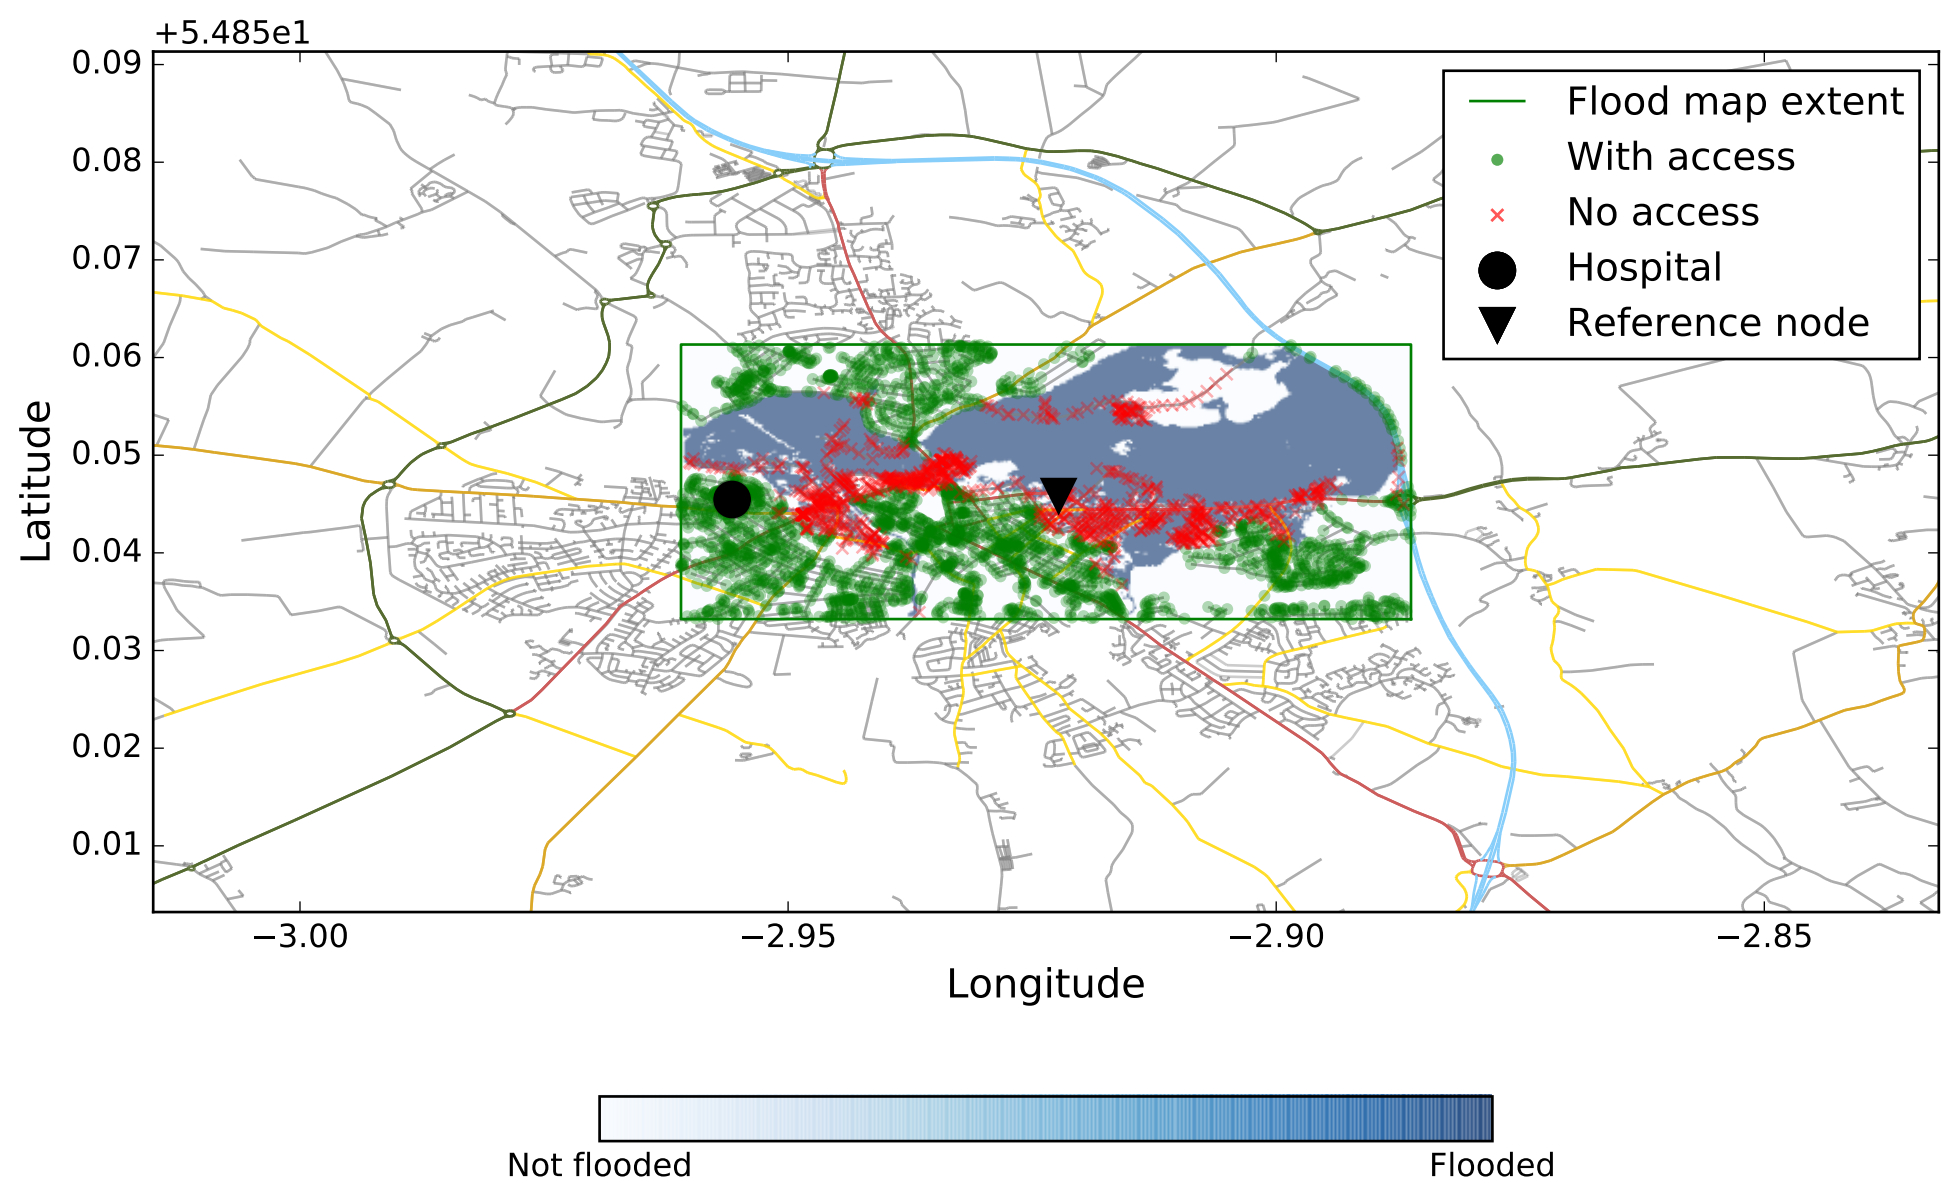 +5.485e1
0.09
0.08
0.07
0.06
0.05
0.04
0.03
0.02
0.01
Latitude
Flood map extent
With access
No access
Hospital
Reference node
−3.00
−2.95
−2.90
−2.85
Longitude
Not flooded
Flooded